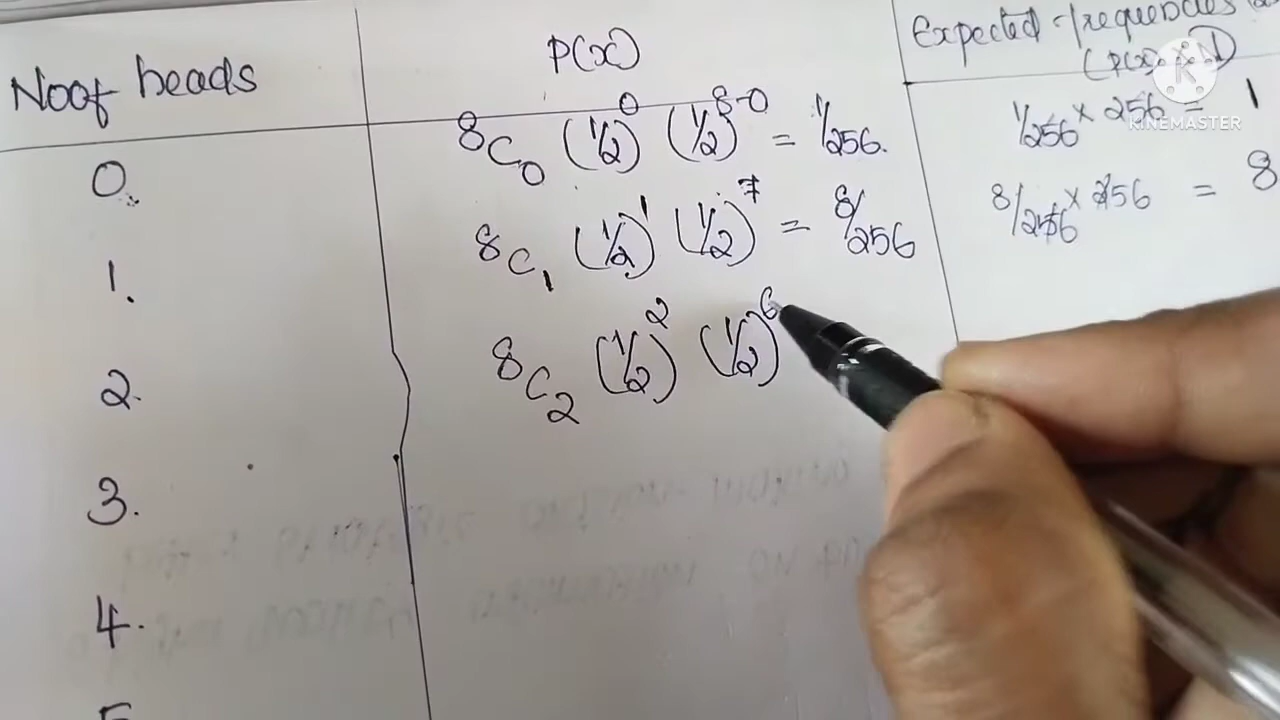 No of heads
P(x)
Expected frequencies
(P(x) ×
0.
⁸C₀ (1/2)⁰ (1/2)⁸⁻⁰ = 1/256.
1/256 × 256 = 1
KINEMASTER
1.
⁸C₁ (1/2)¹ (1/2)⁷ = 8/256
8/256 × 256 = 8
2.
⁸C₂ (1/2)² (1/2)⁶
3.
4.
5